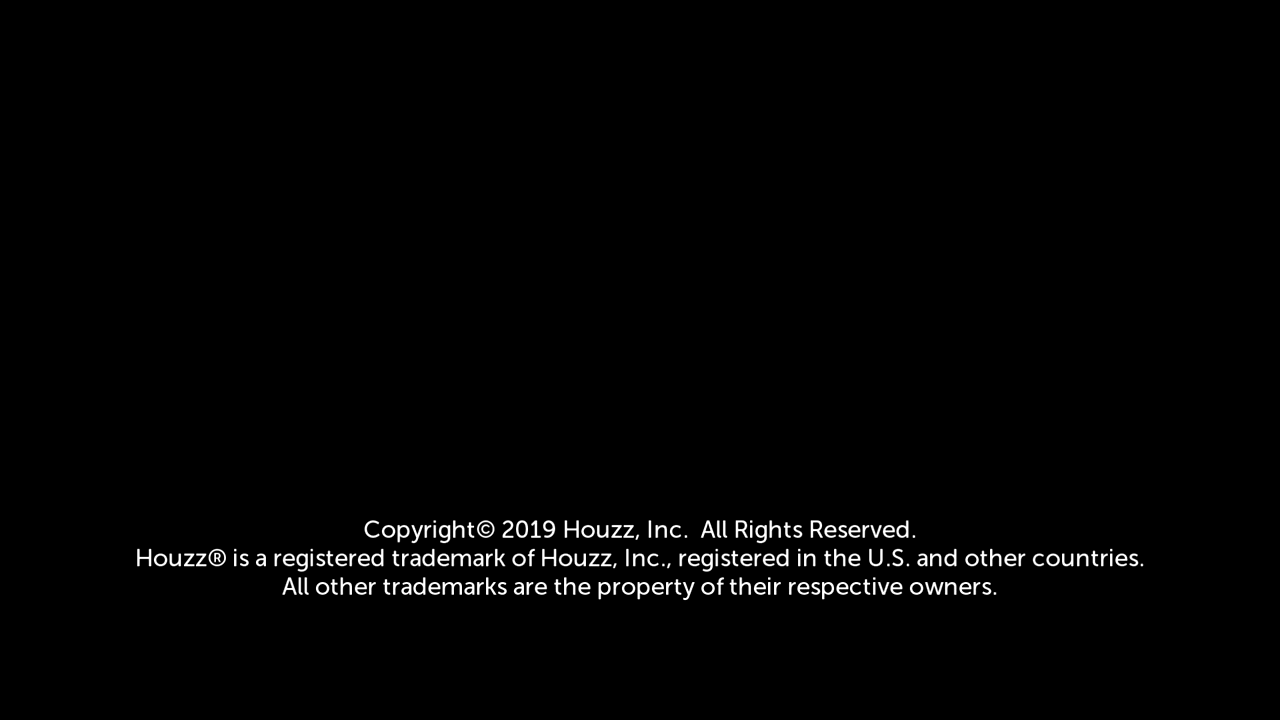 Copyright© 2019 Houzz, Inc.  All Rights Reserved.
Houzz® is a registered trademark of Houzz, Inc., registered in the U.S. and other countries.
All other trademarks are the property of their respective owners.